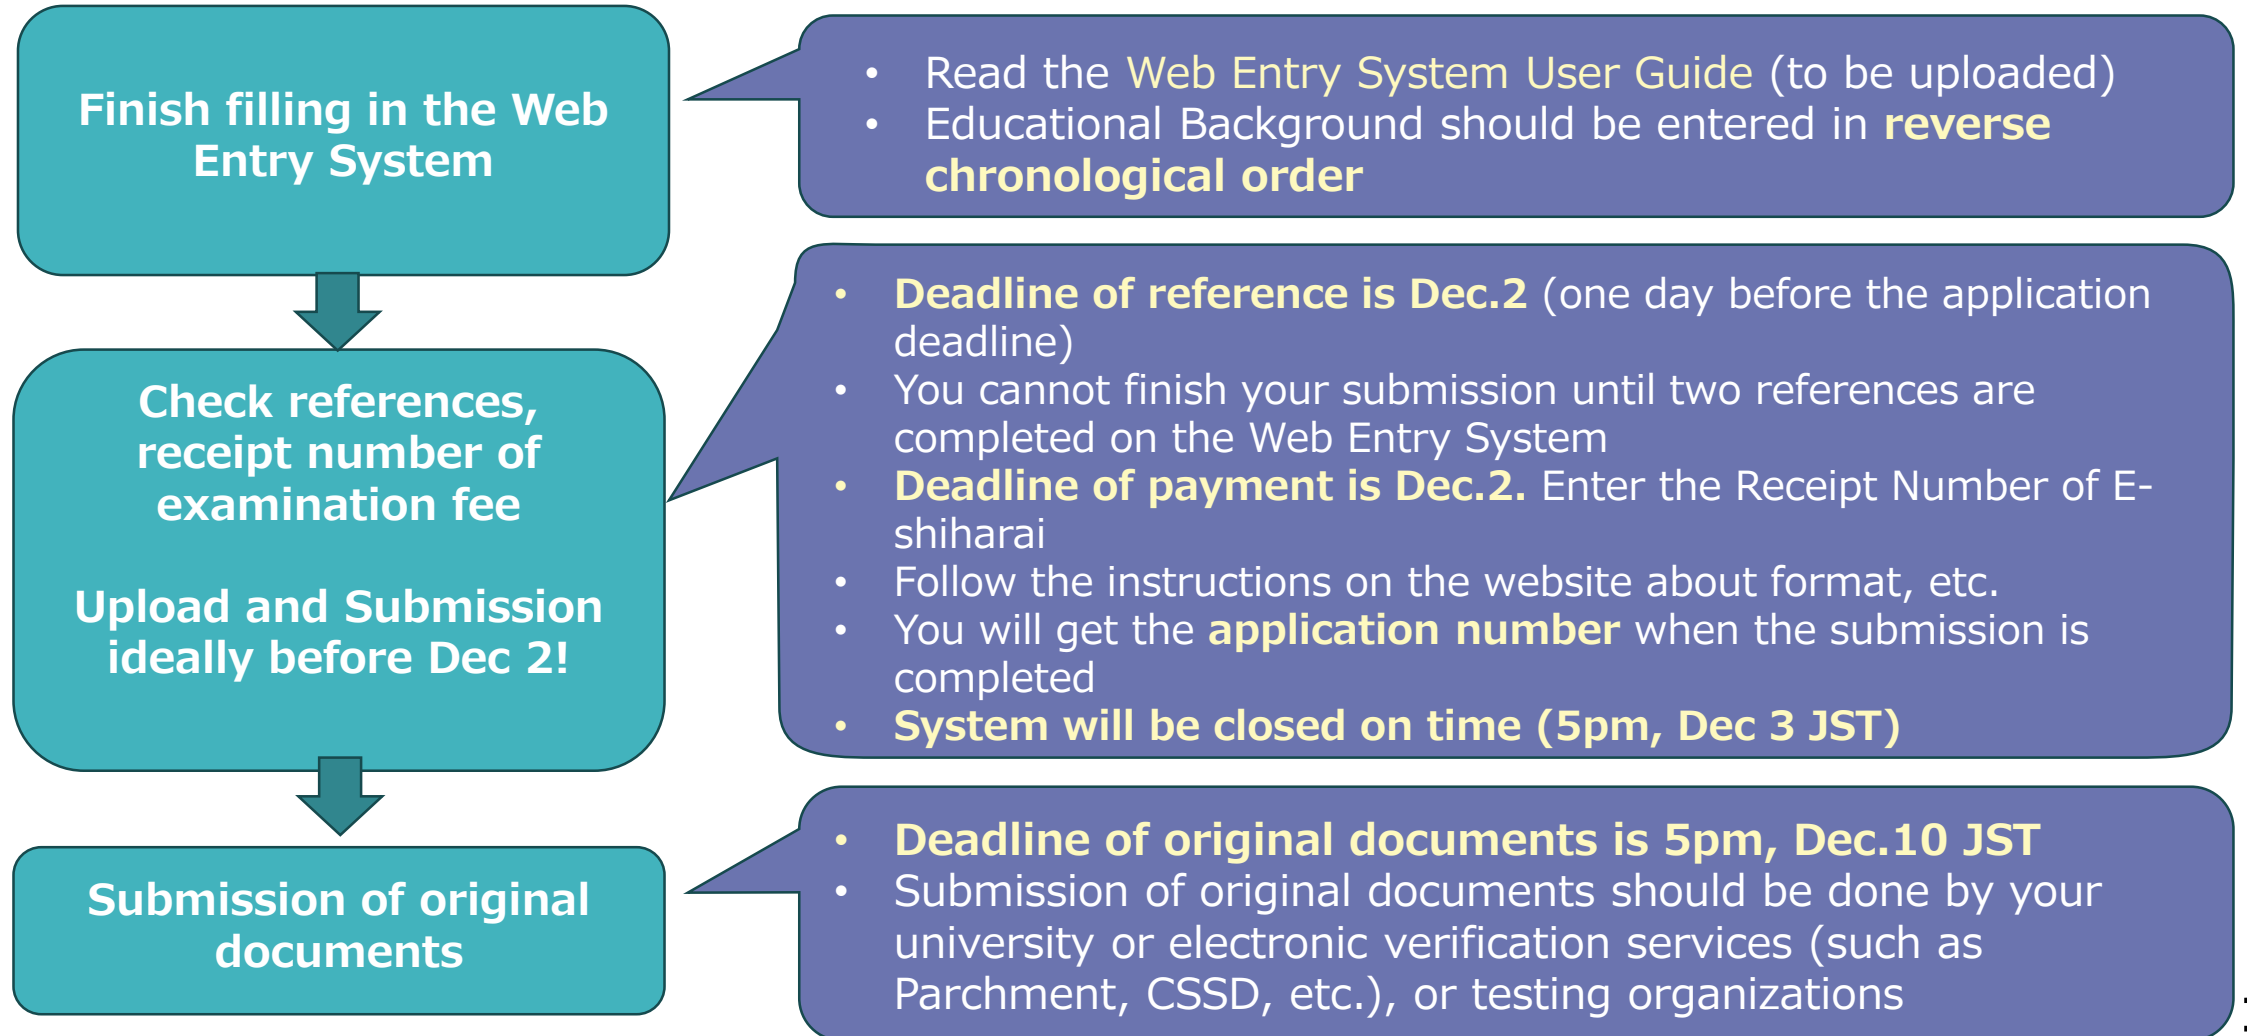 Finish filling in the Web
Entry System
• Read the Web Entry System User Guide (to be uploaded)
• Educational Background should be entered in reverse
chronological order
Check references,
receipt number of
examination fee
Upload and Submission
ideally before Dec 2!
• Deadline of reference is Dec.2 (one day before the application
deadline)
• You cannot finish your submission until two references are
completed on the Web Entry System
• Deadline of payment is Dec.2. Enter the Receipt Number of E-
shiharai
• Follow the instructions on the website about format, etc.
• You will get the application number when the submission is
completed
• System will be closed on time (5pm, Dec 3 JST)
Submission of original
documents
• Deadline of original documents is 5pm, Dec.10 JST
• Submission of original documents should be done by your
university or electronic verification services (such as
Parchment, CSSD, etc.), or testing organizations